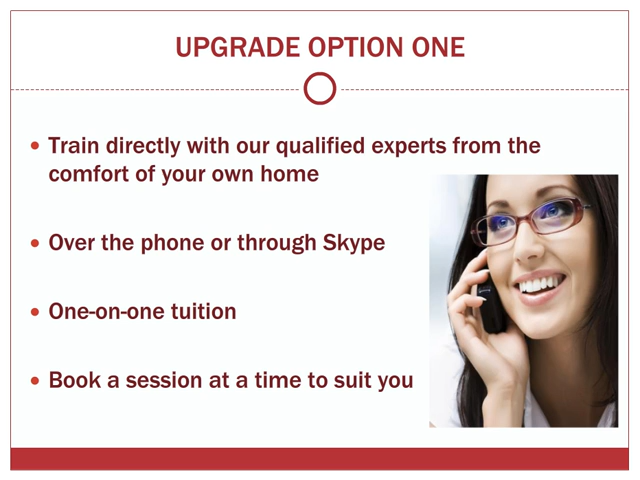 UPGRADE OPTION ONE
Train directly with our qualified experts from the
comfort of your own home
Over the phone or through Skype
One-on-one tuition
Book a session at a time to suit you